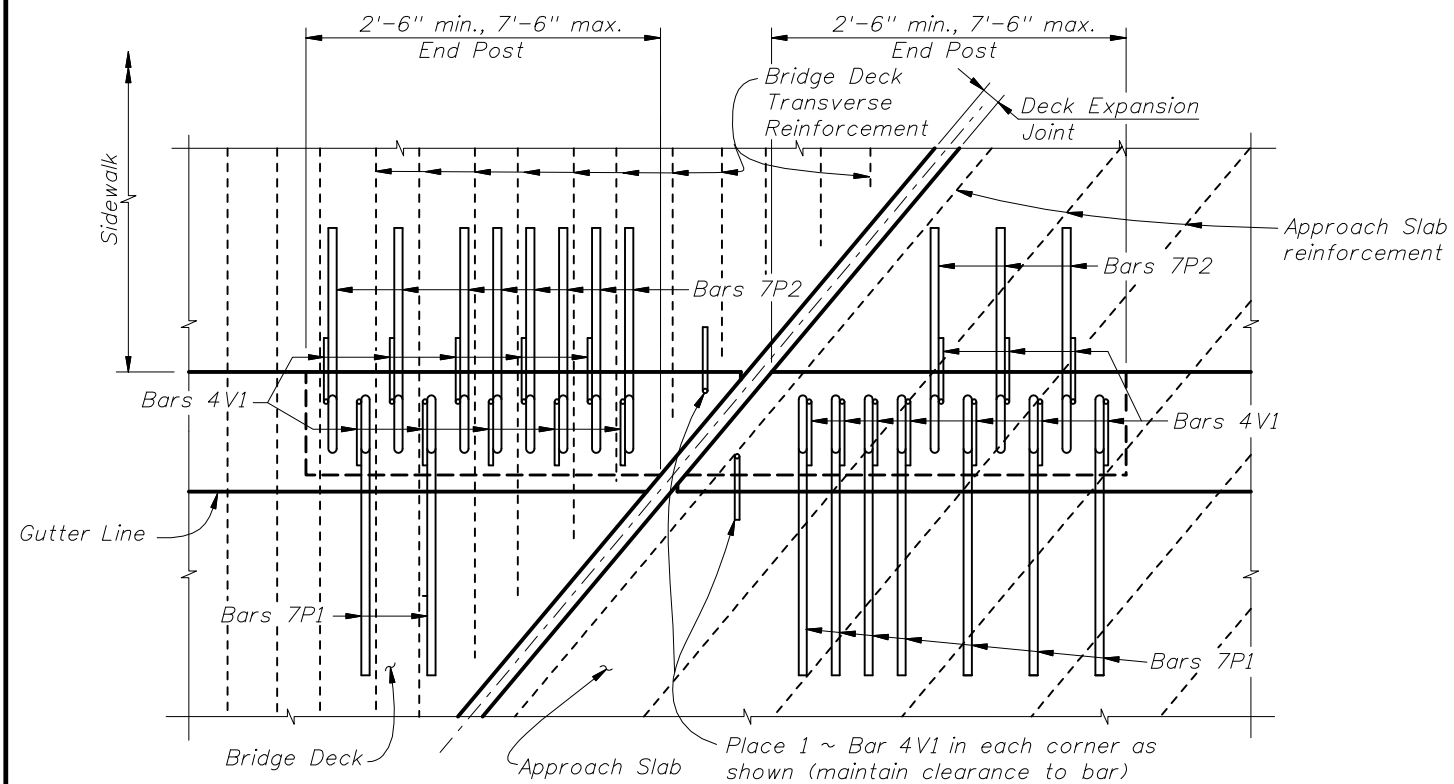 2'-6" min., 7'-6" max.
End Post
2'-6" min., 7'-6" max.
End Post
Bridge Deck
Transverse
Reinforcement
Deck Expansion
Joint
Sidewalk
Approach Slab
reinforcement
Bars 7P2
Bars 7P2
Bars 4V1
Bars 4V1
Gutter Line
Bars 7P1
Bars 7P1
Bridge Deck
Approach Slab
Place 1 ~ Bar 4V1 in each corner as
shown (maintain clearance to bar)